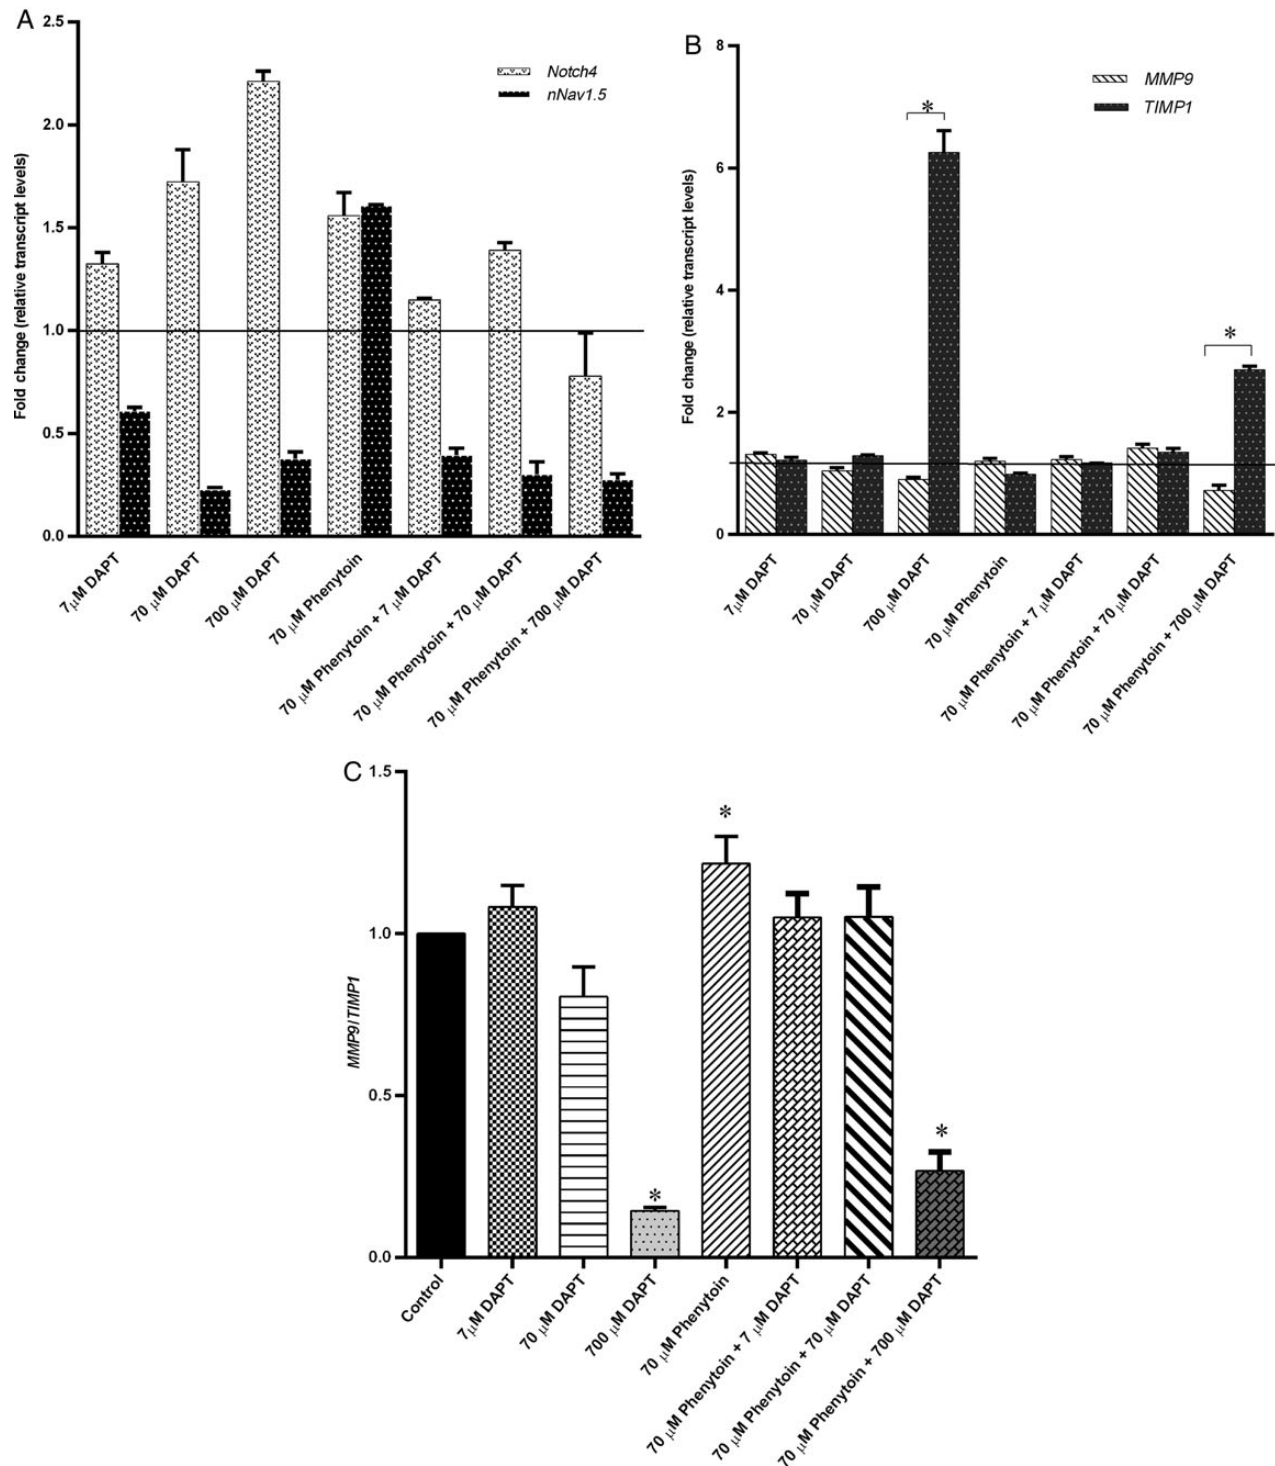 A
2.5
2.0
1.5
1.0
0.5
0.0
Fold change (relative transcript levels)
Notch4
nNav1.5
7μM DAPT
70 μM DAPT
700 μM DAPT
70 μM Phenytoin
70 μM Phenytoin + 7 μM DAPT
70 μM Phenytoin + 70 μM DAPT
70 μM Phenytoin + 700 μM DAPT
B
8
6
4
2
0
Fold change (relative transcript levels)
MMP9
TIMP1
*
*
7μM DAPT
70 μM DAPT
700 μM DAPT
70 μM Phenytoin
70 μM Phenytoin + 7 μM DAPT
70 μM Phenytoin + 70 μM DAPT
70 μM Phenytoin + 700 μM DAPT
C
1.5
1.0
0.5
0.0
MMP9/TIMP1
*
*
*
Control
7μM DAPT
70 μM DAPT
700 μM DAPT
70 μM Phenytoin
70 μM Phenytoin + 7 μM DAPT
70 μM Phenytoin + 70 μM DAPT
70 μM Phenytoin + 700 μM DAPT